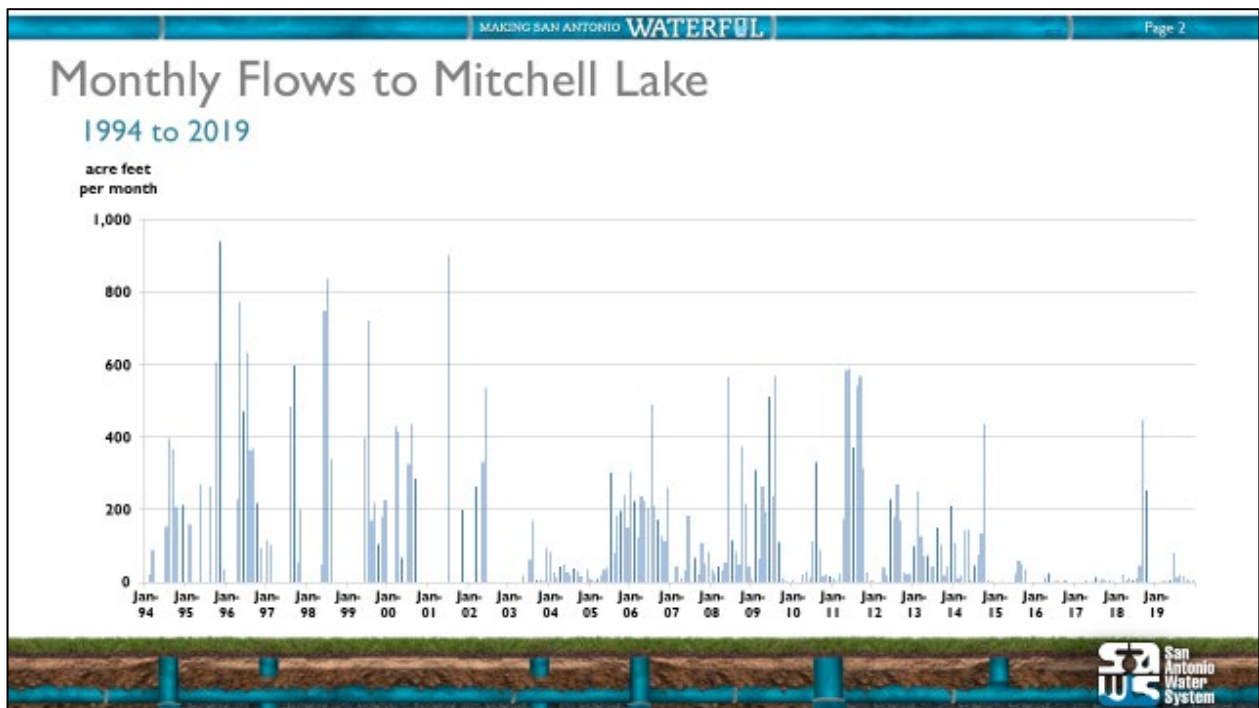 MAKING SAN ANTONIO WATERFUL
Page 2
Monthly Flows to Mitchell Lake
1994 to 2019
acre feet
per month
1,000
800
600
400
200
0
Jan- Jan- Jan- Jan- Jan- Jan- Jan- Jan- Jan- Jan- Jan- Jan- Jan- Jan- Jan- Jan- Jan- Jan- Jan- Jan- Jan- Jan- Jan- Jan- Jan- Jan-
94 95 96 97 98 99 00 01 02 03 04 05 06 07 08 09 10 11 12 13 14 15 16 17 18 19
SAWS
San
Antonio
Water
System